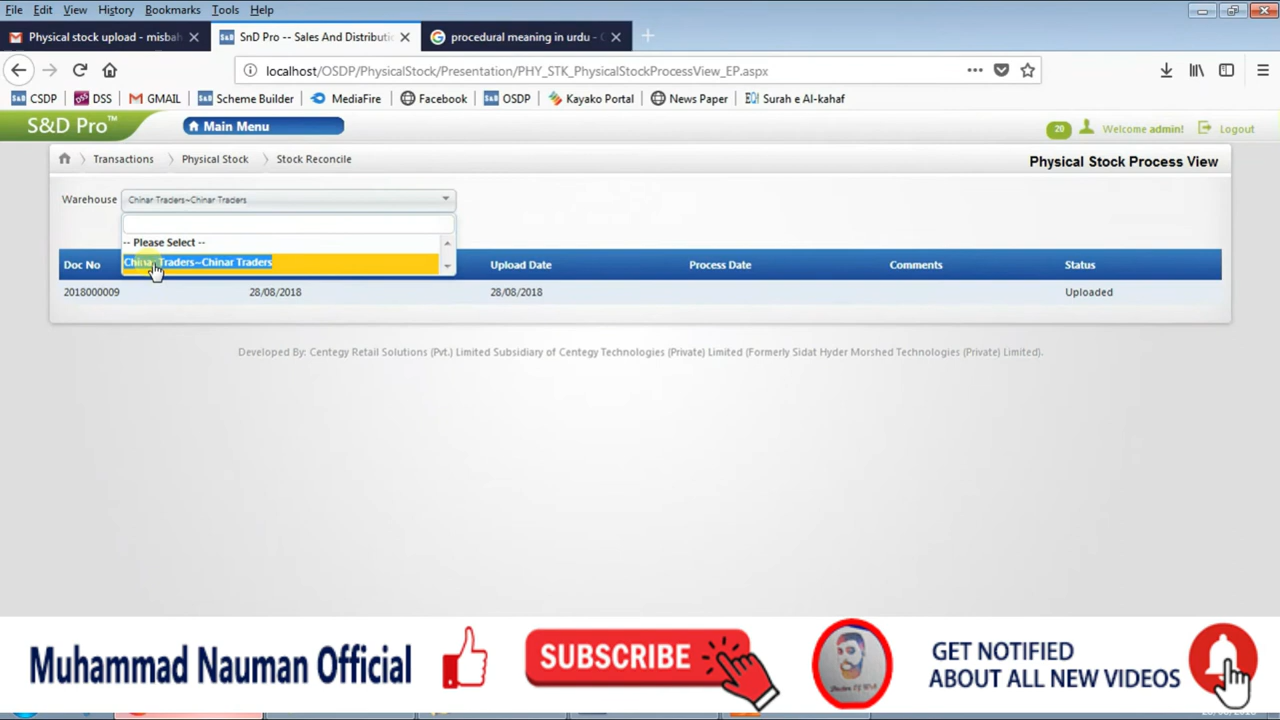 File Edit View History Bookmarks Tools Help
Physical stock upload - misbah
SnD Pro -- Sales And Distributic
procedural meaning in urdu -
localhost/OSDP/PhysicalStock/Presentation/PHY_STK_PhysicalStockProcessView_EP.aspx
CSDP DSS GMAIL Scheme Builder MediaFire Facebook OSDP Kayako Portal News Paper Surah e Al-kahaf
S&D Pro™ Main Menu 20 Welcome admin! Logout
Transactions Physical Stock Stock Reconcile Physical Stock Process View
Warehouse Chinar Traders~Chinar Traders
-- Please Select --
Chinar Traders~Chinar Traders
Doc No Upload Date Process Date Comments Status
2018000009 28/08/2018 28/08/2018 Uploaded
Developed By: Centegy Retail Solutions (Pvt.) Limited Subsidiary of Centegy Technologies (Private) Limited (Formerly Sidat Hyder Morshed Technologies (Private) Limited).
Muhammad Nauman Official
SUBSCRIBE
GET NOTIFIED
ABOUT ALL NEW VIDEOS